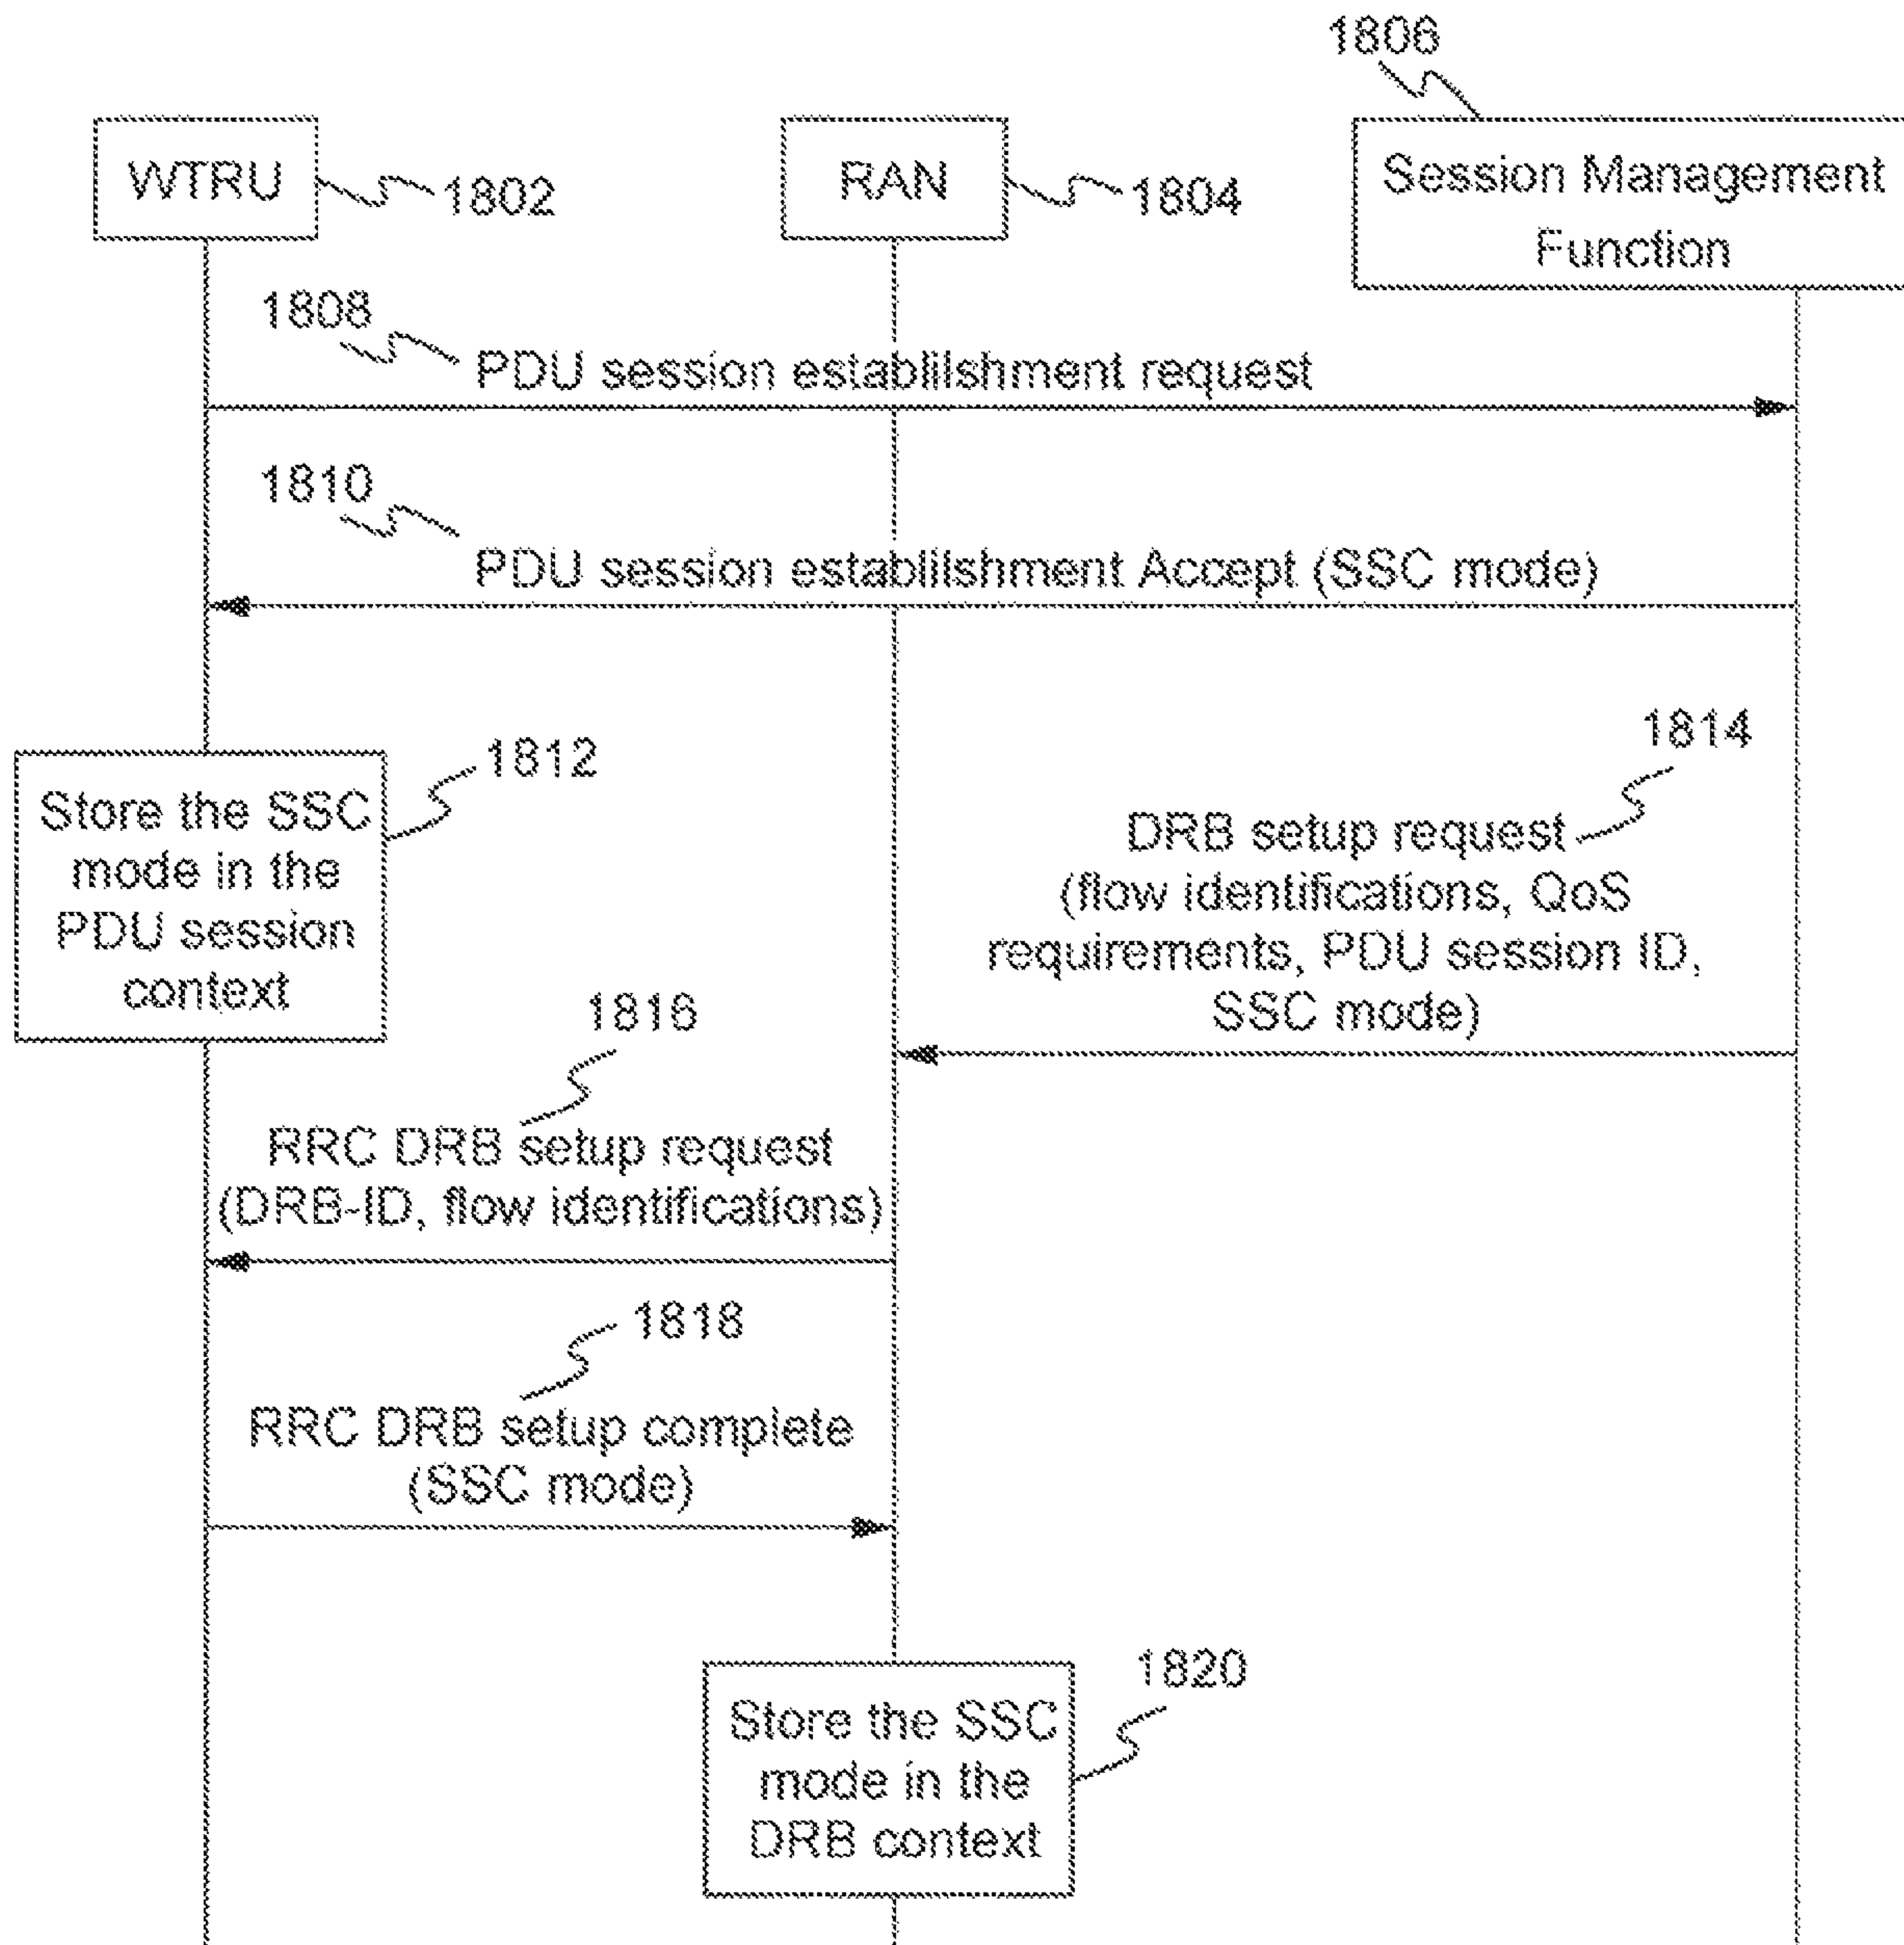 1806
WTRU
1802
RAN
1804
Session Management
Function
1808
PDU session establilshment request
1810
PDU session establilshment Accept (SSC mode)
1812
Store the SSC
mode in the
PDU session
context
1814
DRB setup request
(flow identifications, QoS
requirements, PDU session ID,
SSC mode)
1816
RRC DRB setup request
(DRB-ID, flow identifications)
1818
RRC DRB setup complete
(SSC mode)
1820
Store the SSC
mode in the
DRB context